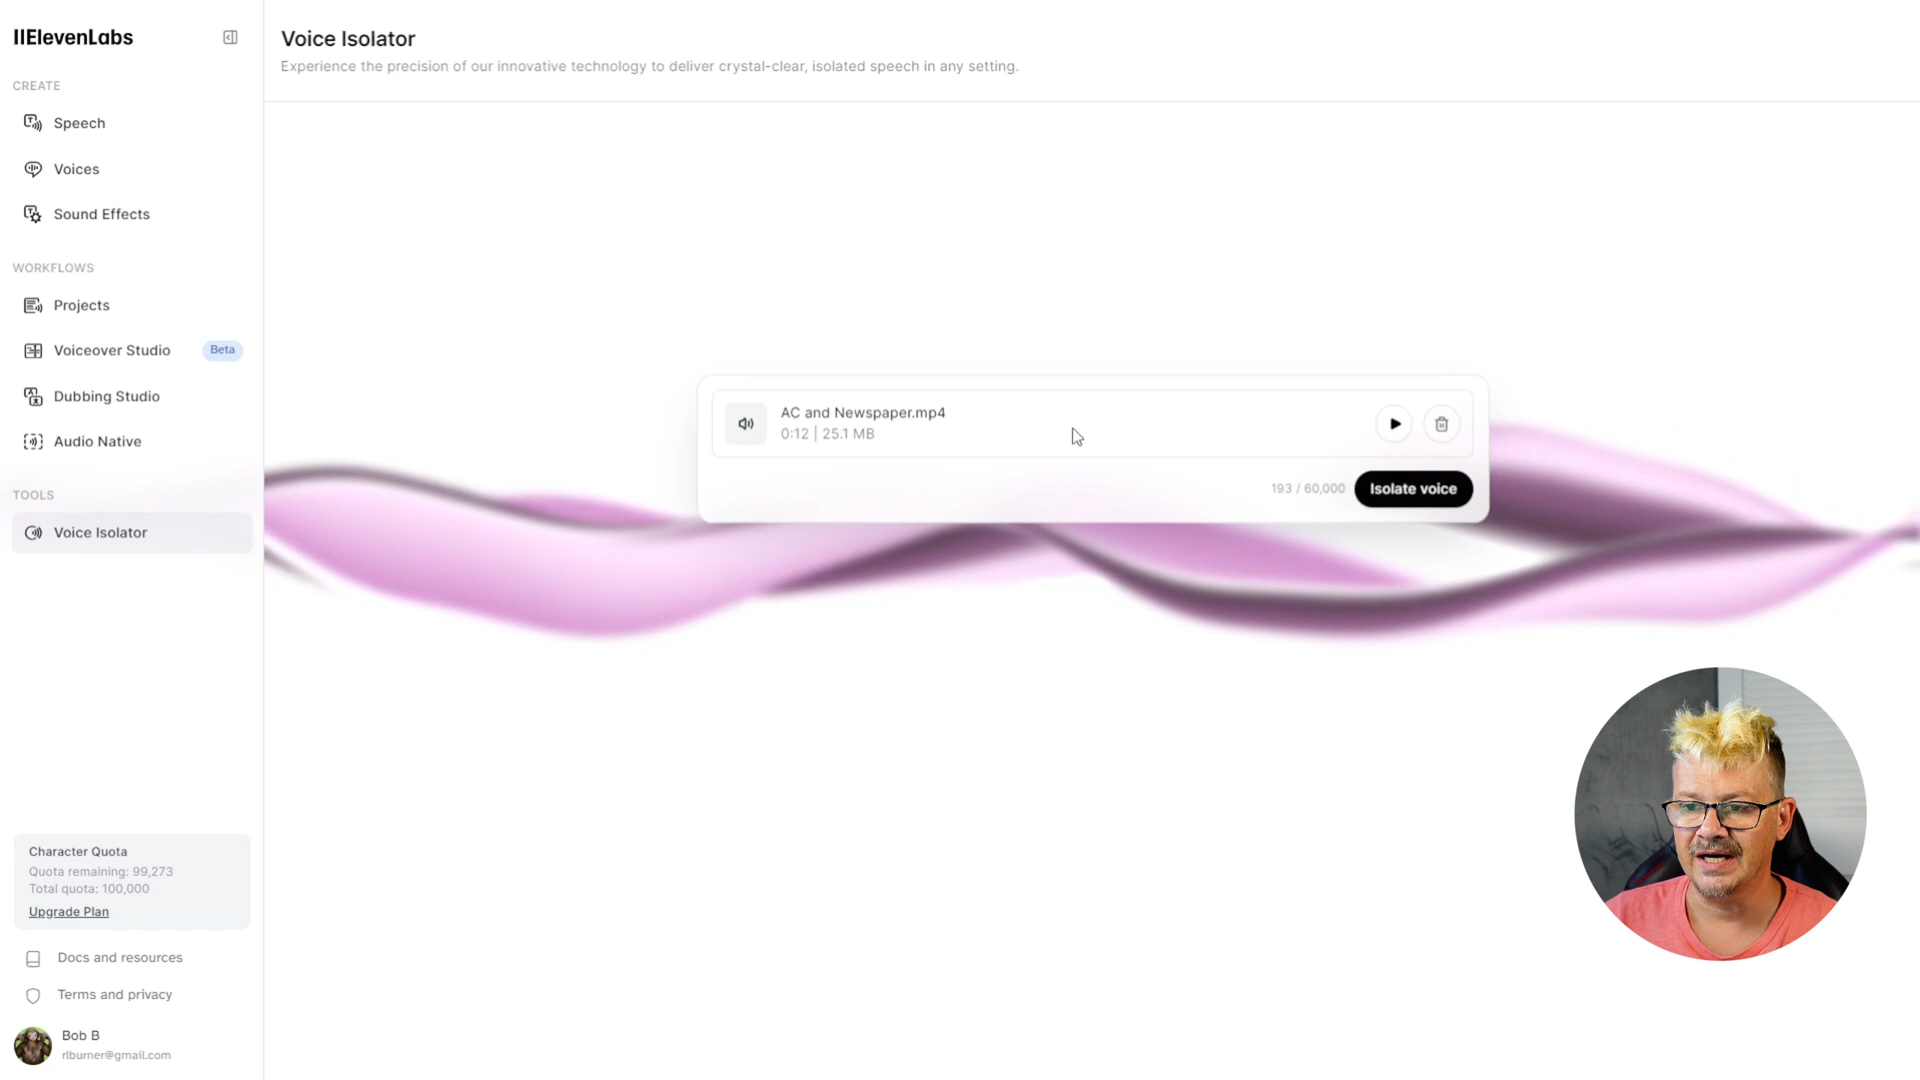 IIElevenLabs
CREATE
Speech
Voices
Sound Effects
WORKFLOWS
Projects
Voiceover Studio Beta
Dubbing Studio
Audio Native
TOOLS
Voice Isolator
Character Quota
Quota remaining: 99,273
Total quota: 100,000
Upgrade Plan
Docs and resources
Terms and privacy
Bob B
rlburner@gmail.com
Voice Isolator
Experience the precision of our innovative technology to deliver crystal-clear, isolated speech in any setting.
AC and Newspaper.mp4
0:12 | 25.1 MB
193 / 60,000 Isolate voice